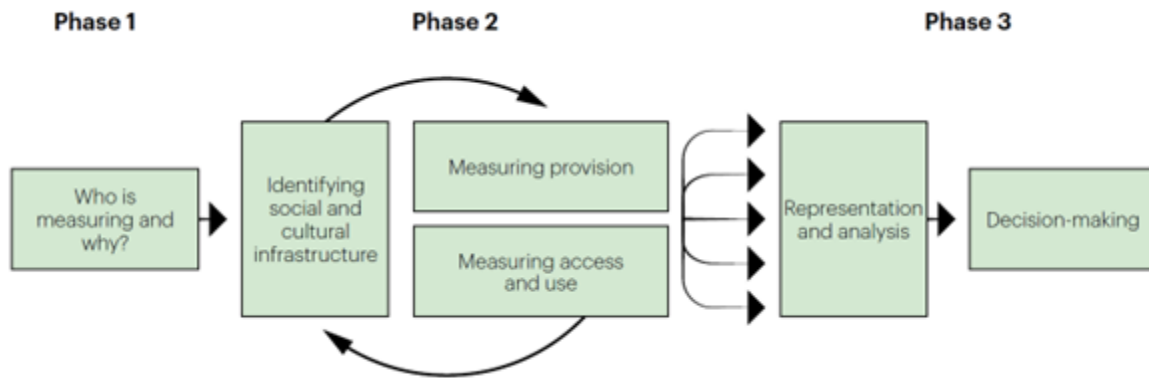 Phase 1
Phase 2
Phase 3
Who is
measuring and
why?
Identifying
social and
cultural
infrastructure
Measuring provision
Measuring access
and use
Representation
and analysis
Decision-making